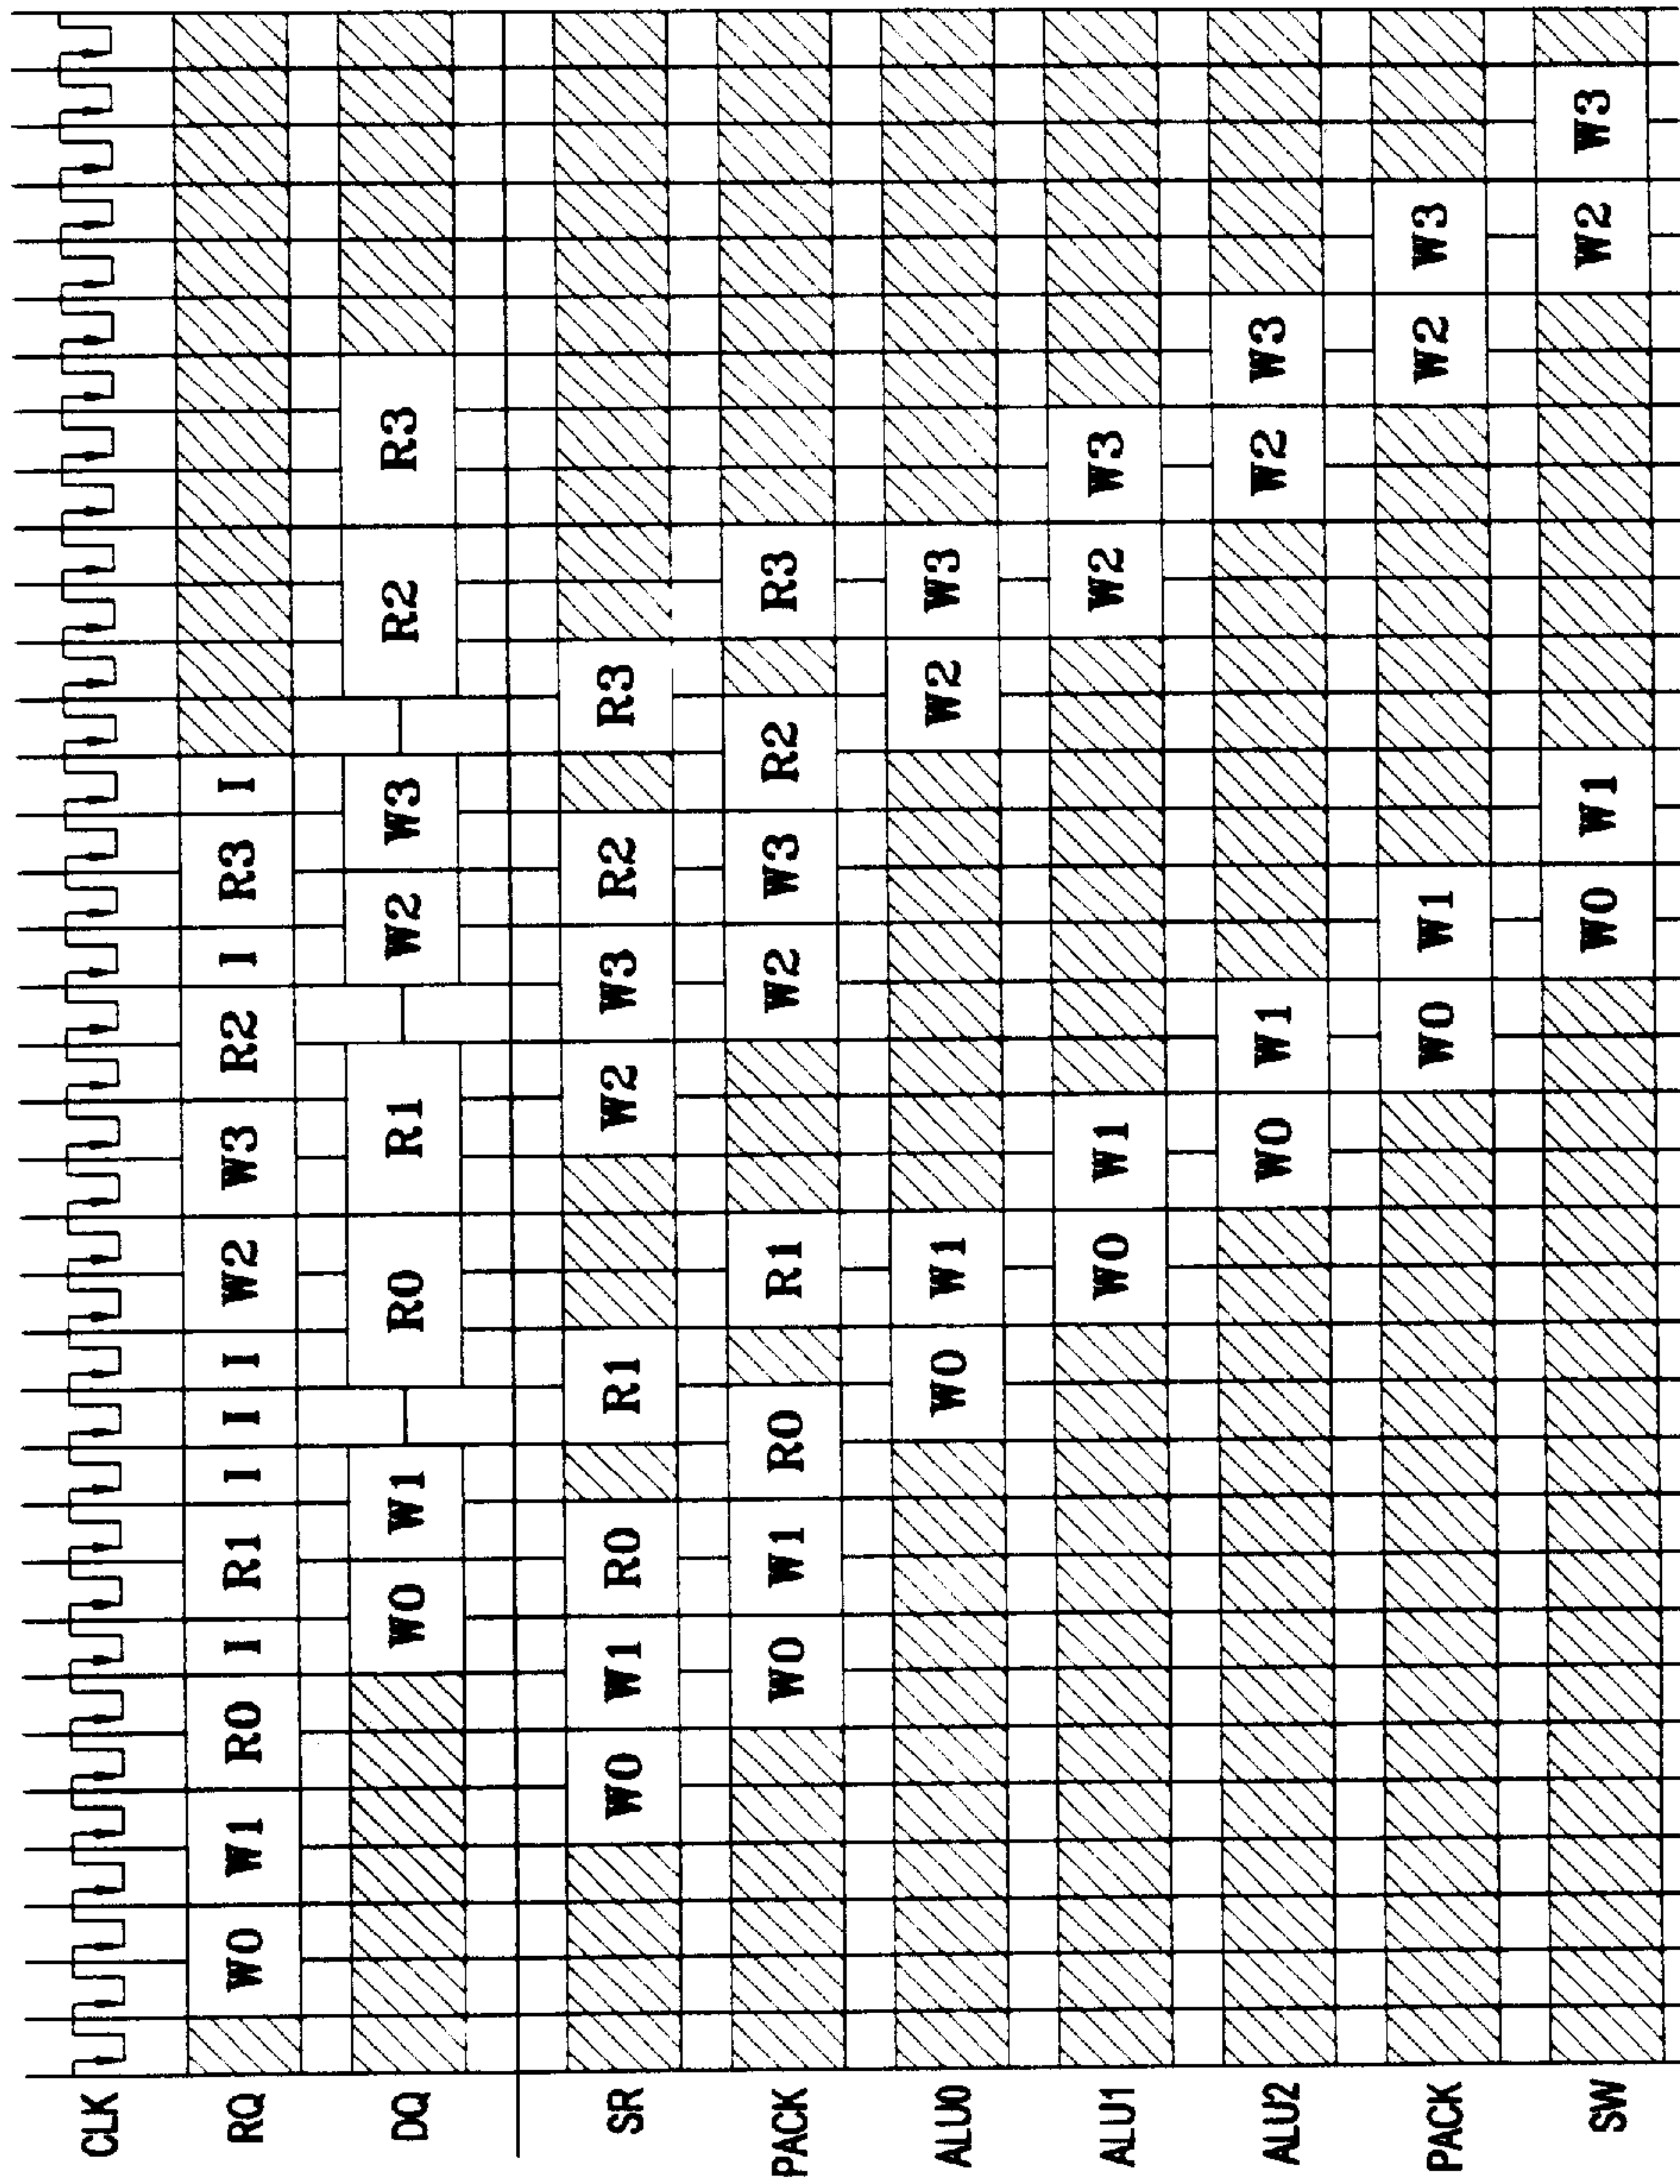 CLK
RQ W0 W1 R0 I R1 I I I W2 W3 R2 I R3 I
DQ W0 W1 R0 R1 W2 W3 R2 R3
SR W0 W1 R0 R1 W2 W3 R2 R3
PACK W0 W1 R0 R1 W2 W3 R2 R3
ALU0 W0 W1 W2 W3
ALU1 W0 W1 W2 W3
ALU2 W0 W1 W2 W3
PACK W0 W1 W2 W3
SW W0 W1 W2 W3